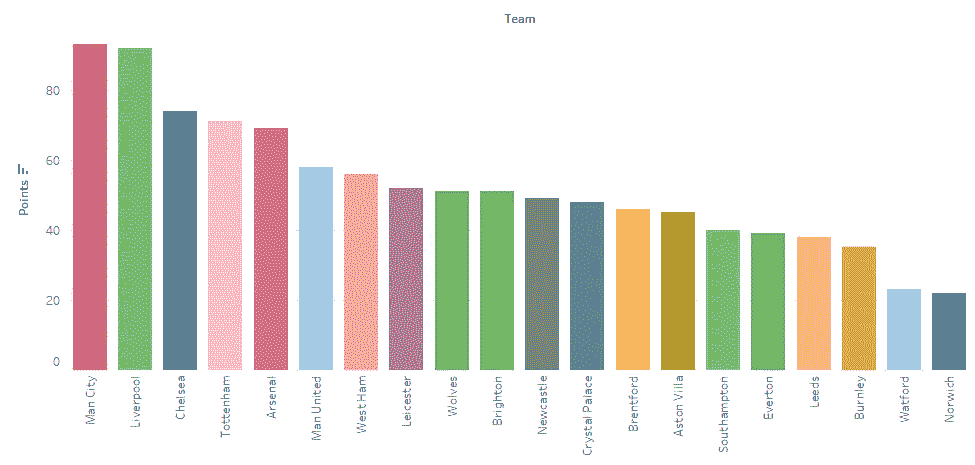 Team
Points
80
60
40
20
0
Man City
Liverpool
Chelsea
Tottenham
Arsenal
Man United
West Ham
Leicester
Wolves
Brighton
Newcastle
Crystal Palace
Brentford
Aston Villa
Southampton
Everton
Leeds
Burnley
Watford
Norwich